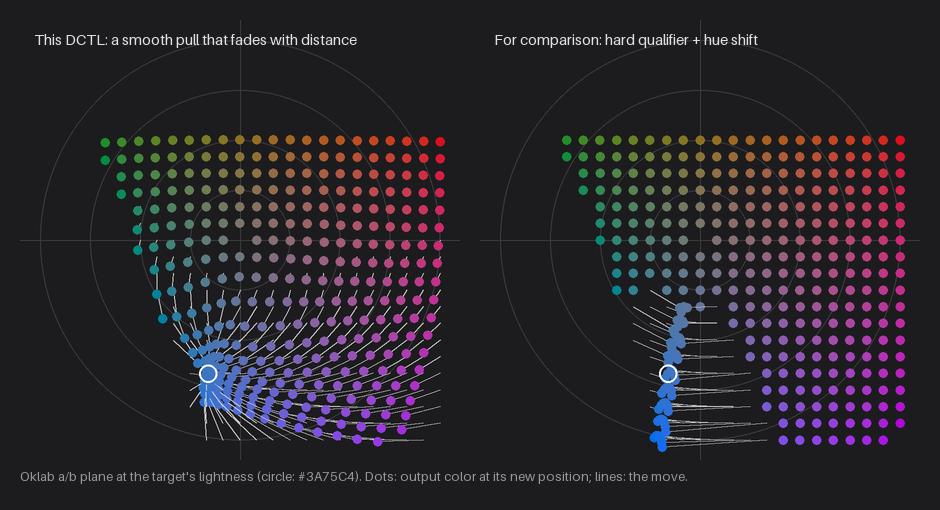 This DCTL: a smooth pull that fades with distance
For comparison: hard qualifier + hue shift
Oklab a/b plane at the target's lightness (circle: #3A75C4). Dots: output color at its new position; lines: the move.